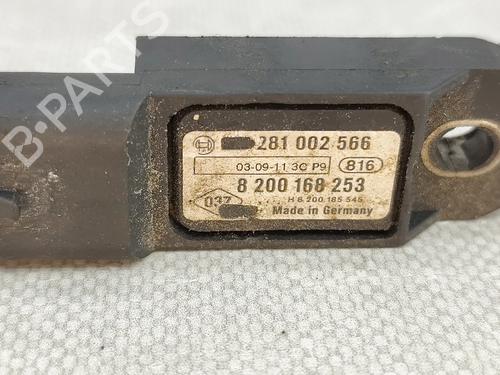 B-PARTS
281 002 566
03-09-11 3C P9 816
8 200 168 253
037 H 8 200 185 545
Made in Germany